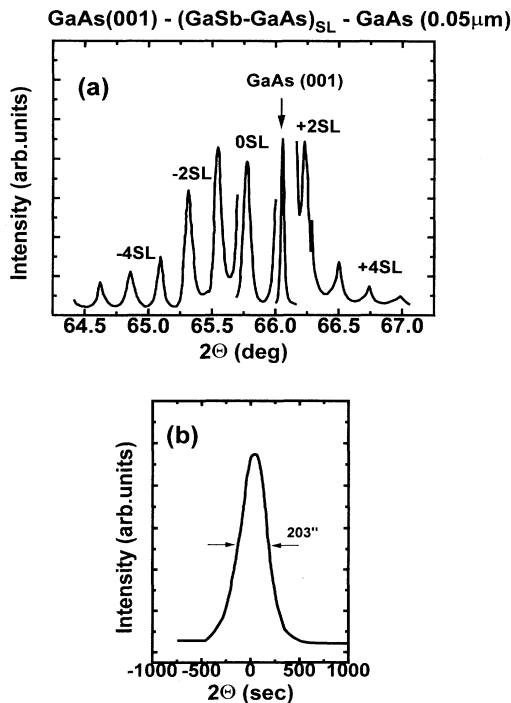 GaAs(001) - (GaSb-GaAs)SL - GaAs (0.05µm)
(a)
GaAs (001)
+2SL
0SL
-2SL
-4SL
+4SL
Intensity (arb.units)
64.5 65.0 65.5 66.0 66.5 67.0
2Θ (deg)
(b)
203"
Intensity (arb.units)
-1000 -500 0 500 1000
2Θ (sec)